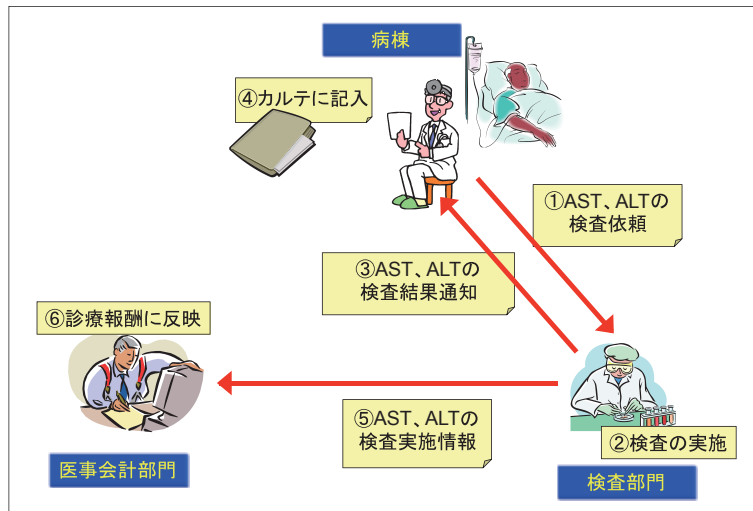 病棟
④カルテに記入
①AST、ALTの
検査依頼
③AST、ALTの
検査結果通知
⑥診療報酬に反映
⑤AST、ALTの
検査実施情報
②検査の実施
医事会計部門
検査部門